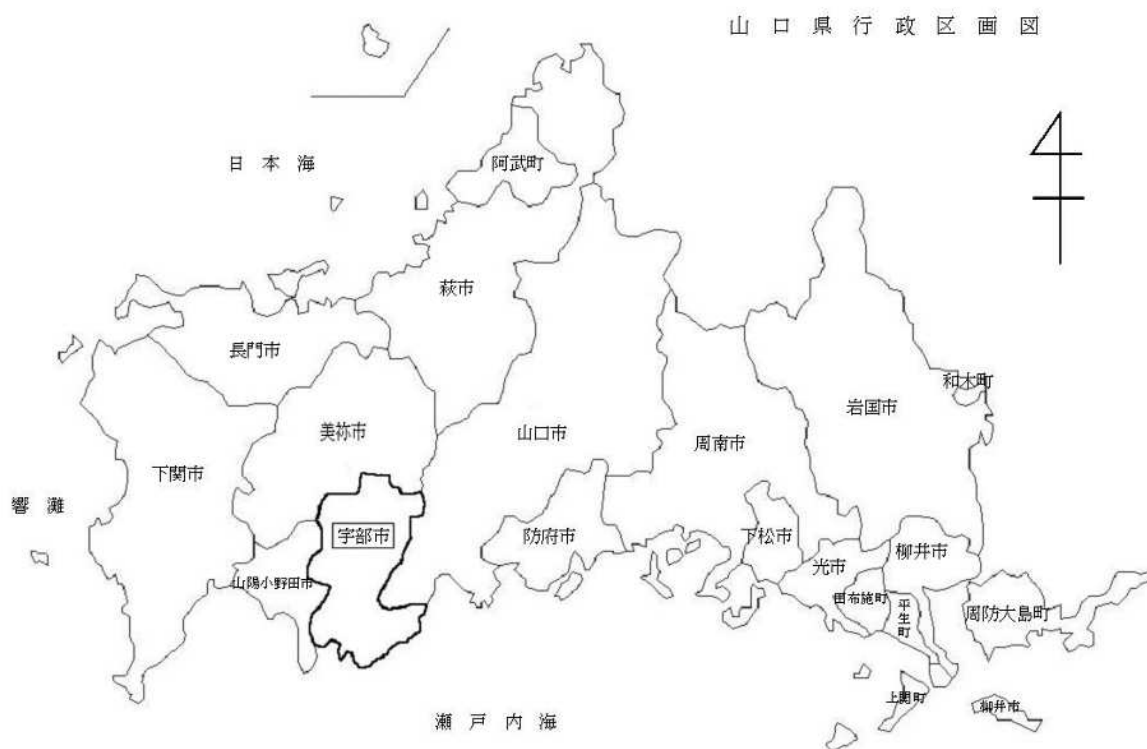 山口県行政区画図
日本海
阿武町
萩市
長門市
和木町
岩国市
美祢市
山口市
周南市
下関市
響灘
宇部市
防府市
下松市
柳井市
光市
山陽小野田市
田布施町
平生町
周防大島町
上関町
柳井市
瀬戸内海